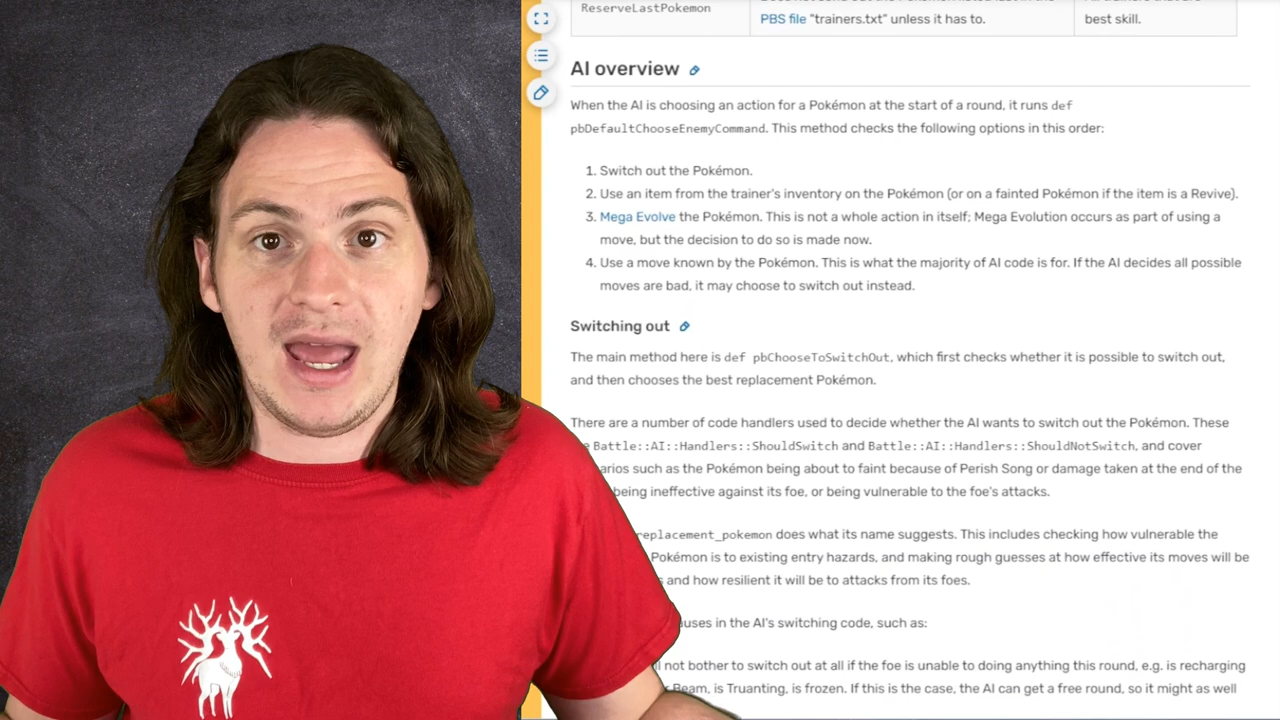 ReserveLastPokemon
PBS file "trainers.txt" unless it has to.
best skill.
AI overview
When the AI is choosing an action for a Pokémon at the start of a round, it runs def
pbDefaultChooseEnemyCommand. This method checks the following options in this order:
1. Switch out the Pokémon.
2. Use an item from the trainer's inventory on the Pokémon (or on a fainted Pokémon if the item is a Revive).
3. Mega Evolve the Pokémon. This is not a whole action in itself; Mega Evolution occurs as part of using a
move, but the decision to do so is made now.
4. Use a move known by the Pokémon. This is what the majority of AI code is for. If the AI decides all possible
moves are bad, it may choose to switch out instead.
Switching out
The main method here is def pbChooseToSwitchOut, which first checks whether it is possible to switch out,
and then chooses the best replacement Pokémon.
There are a number of code handlers used to decide whether the AI wants to switch out the Pokémon. These
Battle::AI::Handlers::ShouldSwitch and Battle::AI::Handlers::ShouldNotSwitch, and cover
arios such as the Pokémon being about to faint because of Perish Song or damage taken at the end of the
being ineffective against its foe, or being vulnerable to the foe's attacks.
replacement_pokemon does what its name suggests. This includes checking how vulnerable the
Pokémon is to existing entry hazards, and making rough guesses at how effective its moves will be
and how resilient it will be to attacks from its foes.
auses in the AI's switching code, such as:
not bother to switch out at all if the foe is unable to doing anything this round, e.g. is recharging
Beam, is Truanting, is frozen. If this is the case, the AI can get a free round, so it might as well